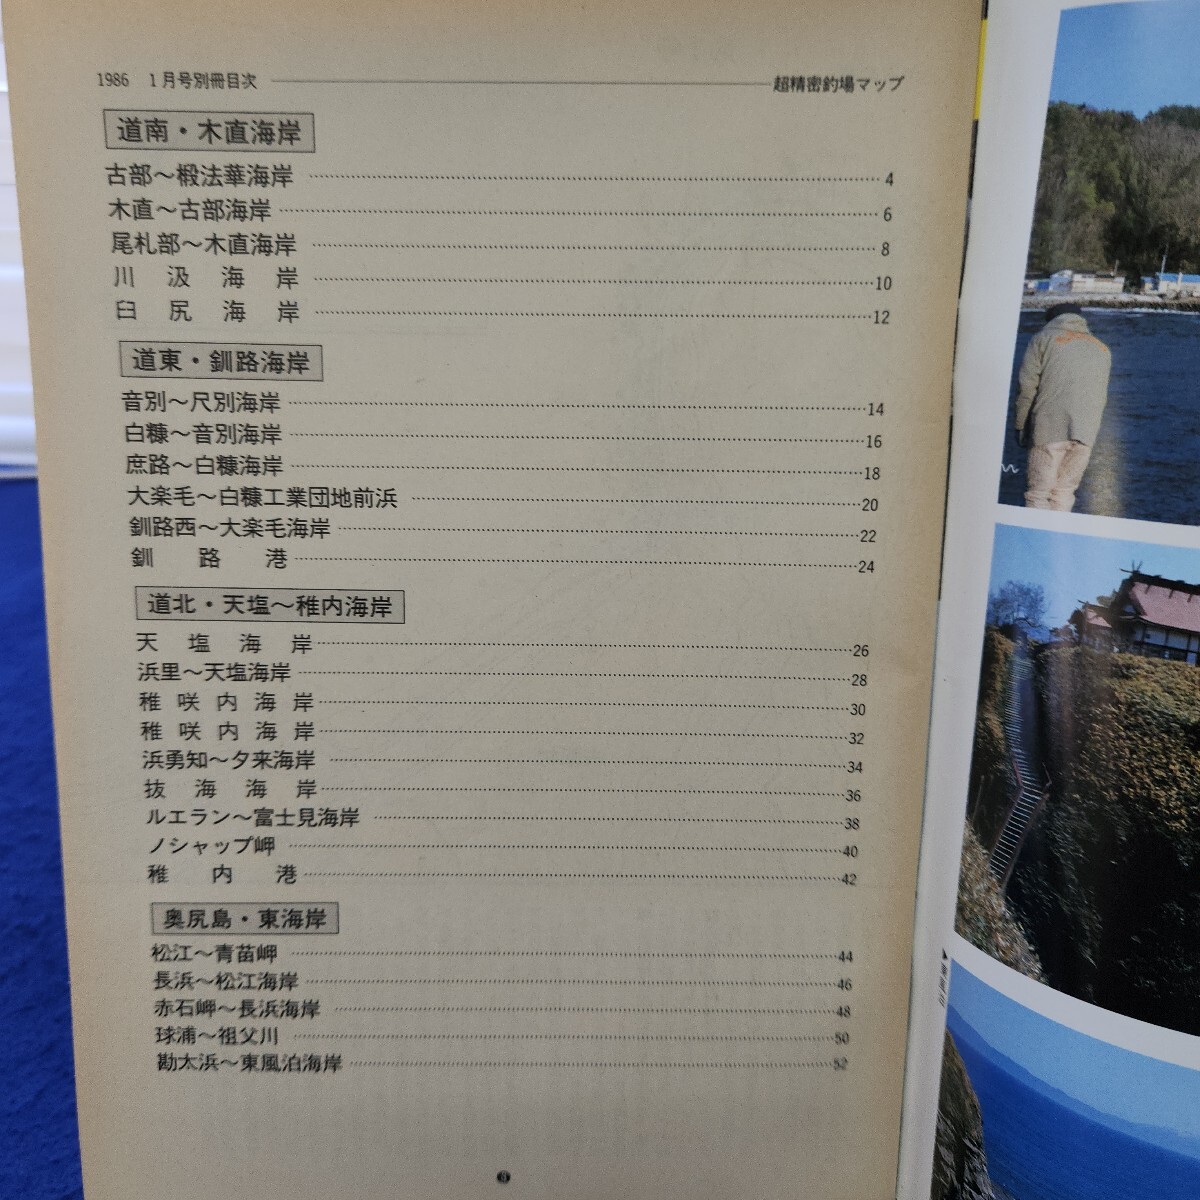 1986 1月号別冊目次
超精密釣場マップ
道南・木直海岸
古部〜椴法華海岸 4
木直〜古部海岸 6
尾札部〜木直海岸 8
川汲海岸 10
臼尻海岸 12
道東・釧路海岸
音別〜尺別海岸 14
白糠〜音別海岸 16
庶路〜白糠海岸 18
大楽毛〜白糠工業団地前浜 20
釧路西〜大楽毛海岸 22
釧路港 24
道北・天塩〜稚内海岸
天塩海岸 26
浜里〜天塩海岸 28
稚咲内海岸 30
稚咲内海岸 32
浜勇知〜夕来海岸 34
抜海海岸 36
ルエラン〜富士見海岸 38
ノシャップ岬 40
稚内港 42
奥尻島・東海岸
松江〜青苗岬 44
長浜〜松江海岸 46
赤石岬〜長浜海岸 48
球浦〜祖父川 50
勘太浜〜東風泊海岸 52